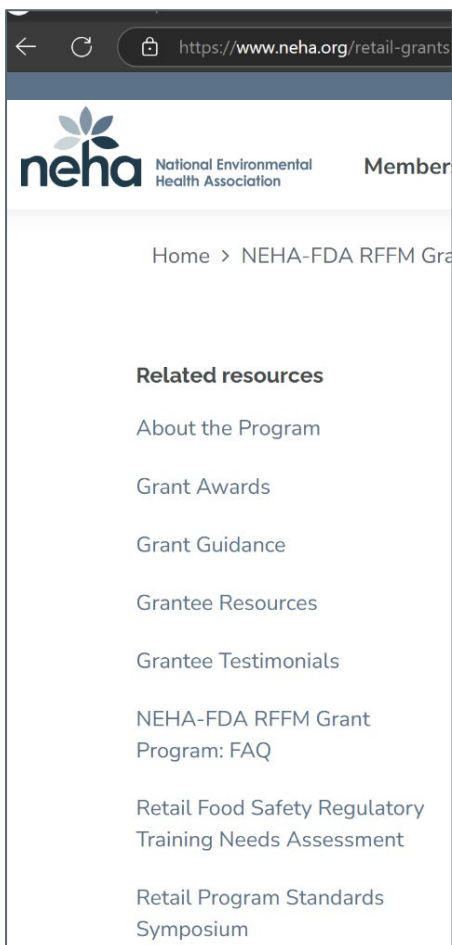 https://www.neha.org/retail-grants
neha
National Environmental
Health Association
Member
Home > NEHA-FDA RFFM Gra
Related resources
About the Program
Grant Awards
Grant Guidance
Grantee Resources
Grantee Testimonials
NEHA-FDA RFFM Grant
Program: FAQ
Retail Food Safety Regulatory
Training Needs Assessment
Retail Program Standards
Symposium